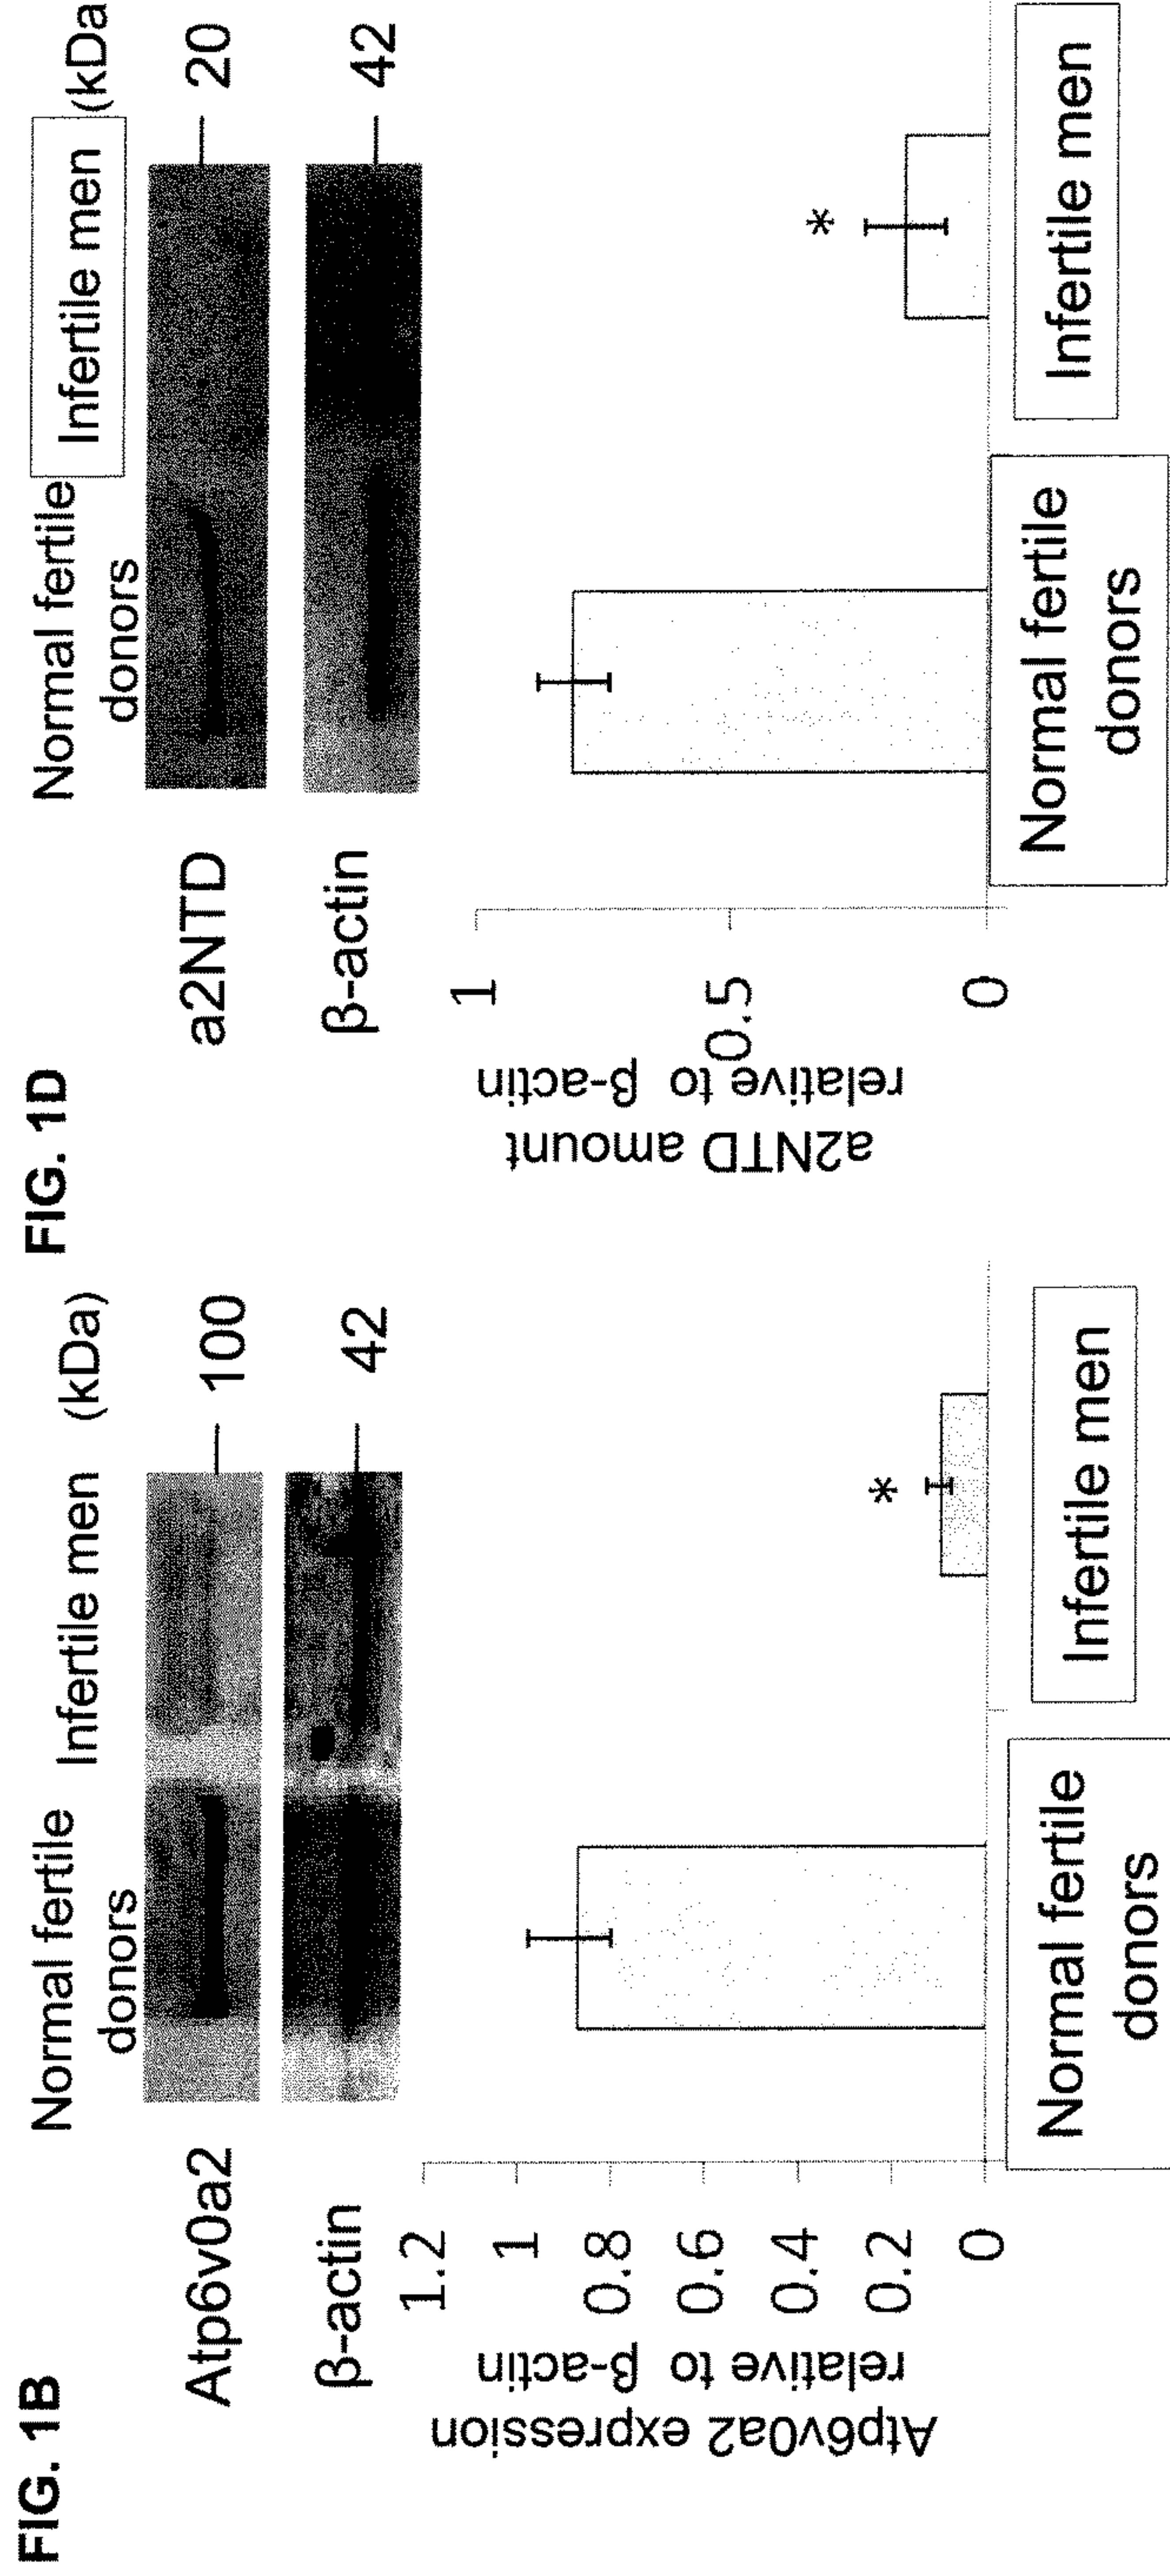 FIG. 1B
Normal fertile
donors
Infertile men
(kDa)
Atp6v0a2
100
β-actin
42
Atp6v0a2 expression
relative to β-actin
1.2
1
0.8
0.6
0.4
0.2
0
*
Normal fertile
donors
Infertile men
FIG. 1D
Normal fertile
donors
Infertile men
(kDa
a2NTD
20
β-actin
42
a2NTD amount
relative to β-actin
1
0.5
0
*
Normal fertile
donors
Infertile men